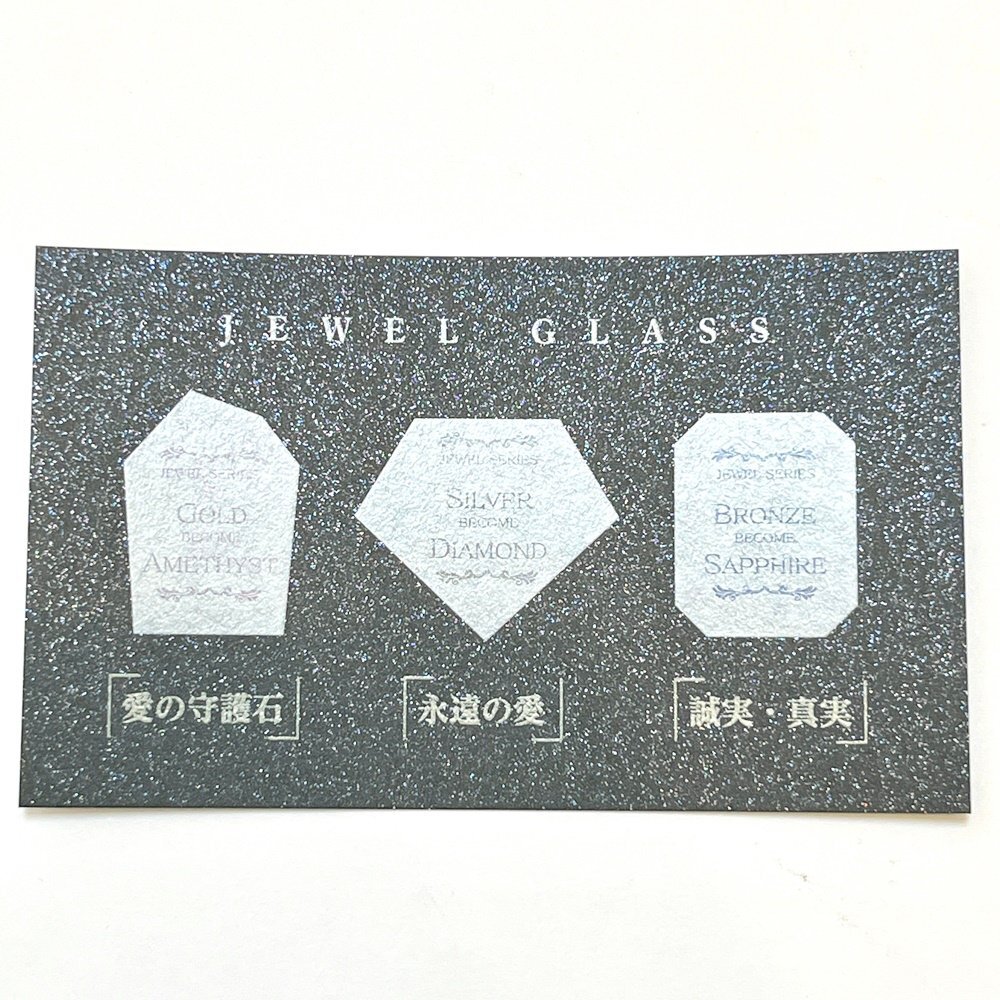 JEWEL GLASS
JEWEL SERIES
GOLD
BECOME
AMETHYST
愛の守護石
JEWEL SERIES
SILVER
BECOME
DIAMOND
永遠の愛
JEWEL SERIES
BRONZE
BECOME
SAPPHIRE
誠実・真実